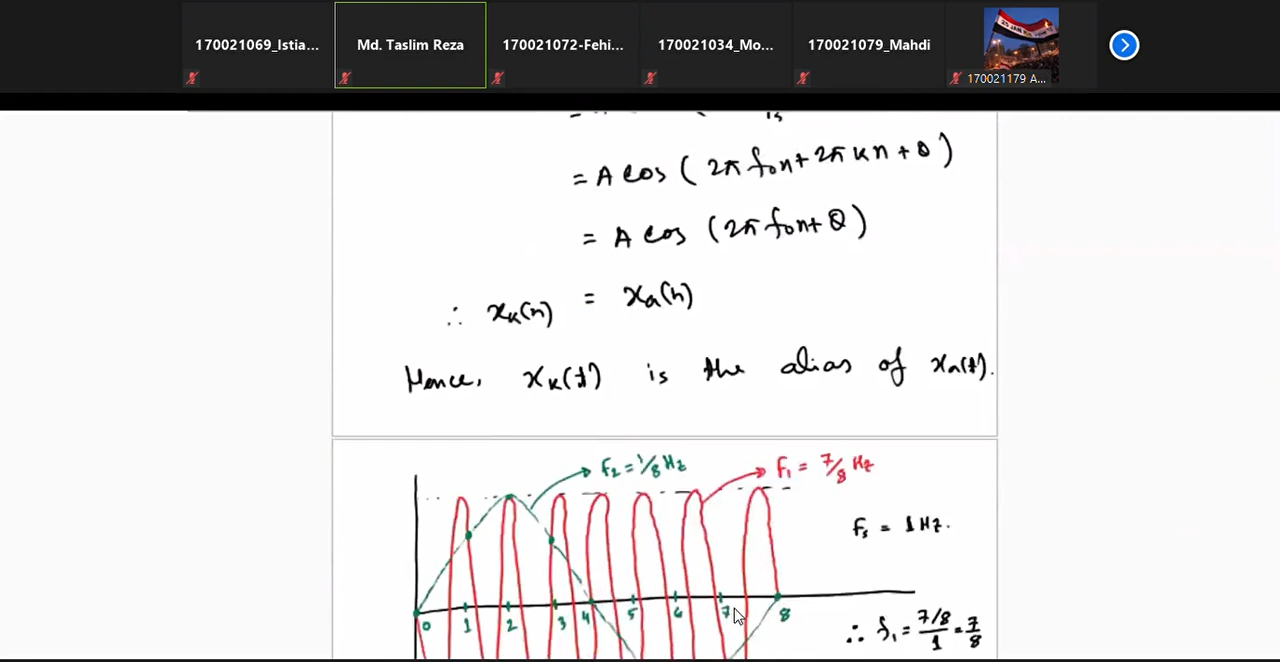 170021069_Istia...
Md. Taslim Reza
170021072-Fehi...
170021034_Mo...
170021079_Mahdi
170021179 A...
= A cos ( 2π f₀n + 2π kn + θ )
= A cos (2π f₀n + θ )
∴ xₖ(n) = xₐ(n)
Hence, xₖ(t) is the alias of xₐ(t).
F₂ = 1/8 Hz
F₁ = 7/8 Hz
Fₛ = 1 Hz.
0 1 2 3 4 5 6 7 8
∴ f₁ = 7/8 / 1 = 7/8